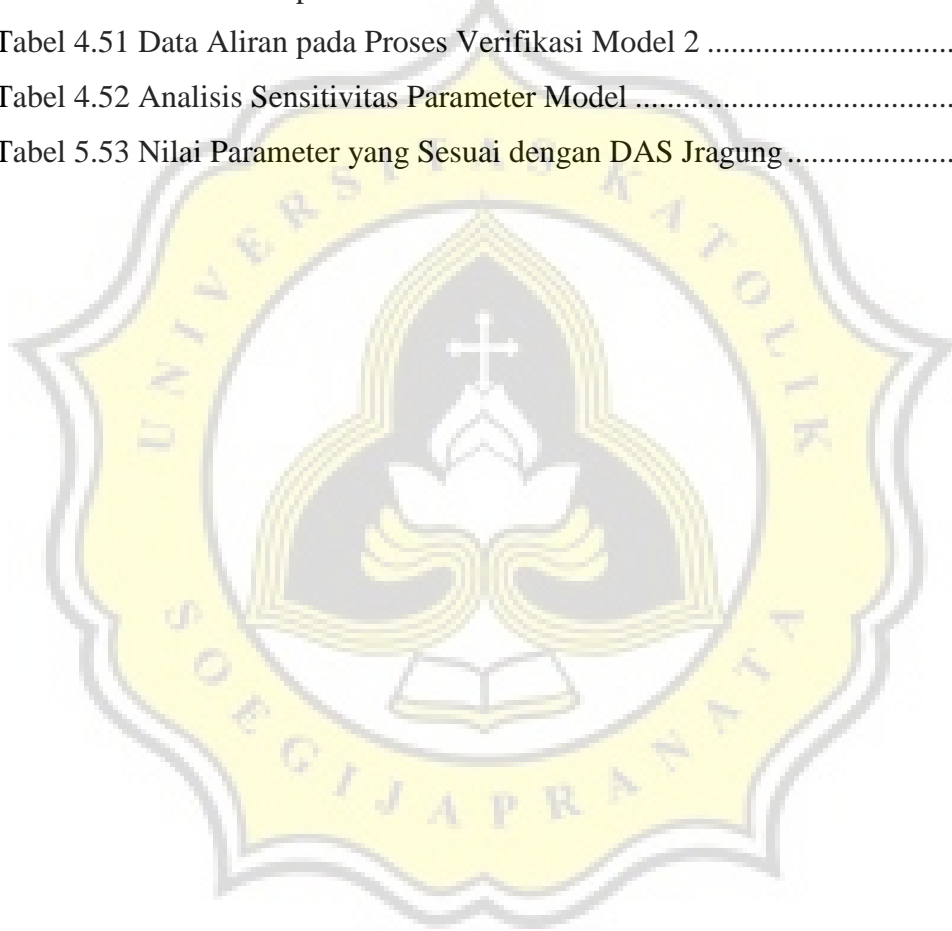 Tabel 4.51 Data Aliran pada Proses Verifikasi Model 2 ..............................
Tabel 4.52 Analisis Sensitivitas Parameter Model .......................................
Tabel 5.53 Nilai Parameter yang Sesuai dengan DAS Jragung ....................
UNIVERSITAS KATOLIK
SOEGIJAPRANATA